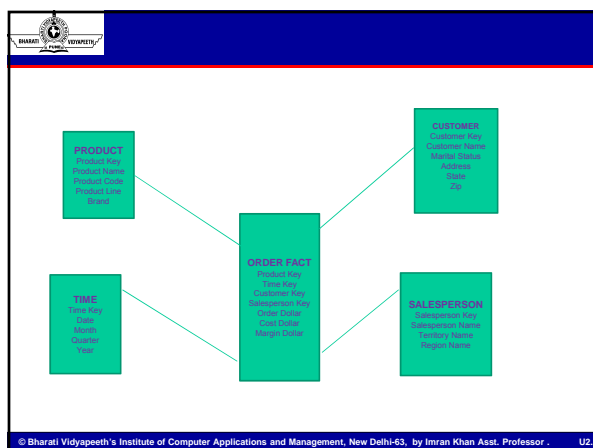 BHARATI VIDYAPEETH
PUNE
PRODUCT
Product Key
Product Name
Product Code
Product Line
Brand
CUSTOMER
Customer Key
Customer Name
Marital Status
Address
State
Zip
ORDER FACT
Product Key
Time Key
Customer Key
Salesperson Key
Order Dollar
Cost Dollar
Margin Dollar
TIME
Time Key
Date
Month
Quarter
Year
SALESPERSON
Salesperson Key
Salesperson Name
Territory Name
Region Name
© Bharati Vidyapeeth's Institute of Computer Applications and Management, New Delhi-63, by Imran Khan Asst. Professor . U2.